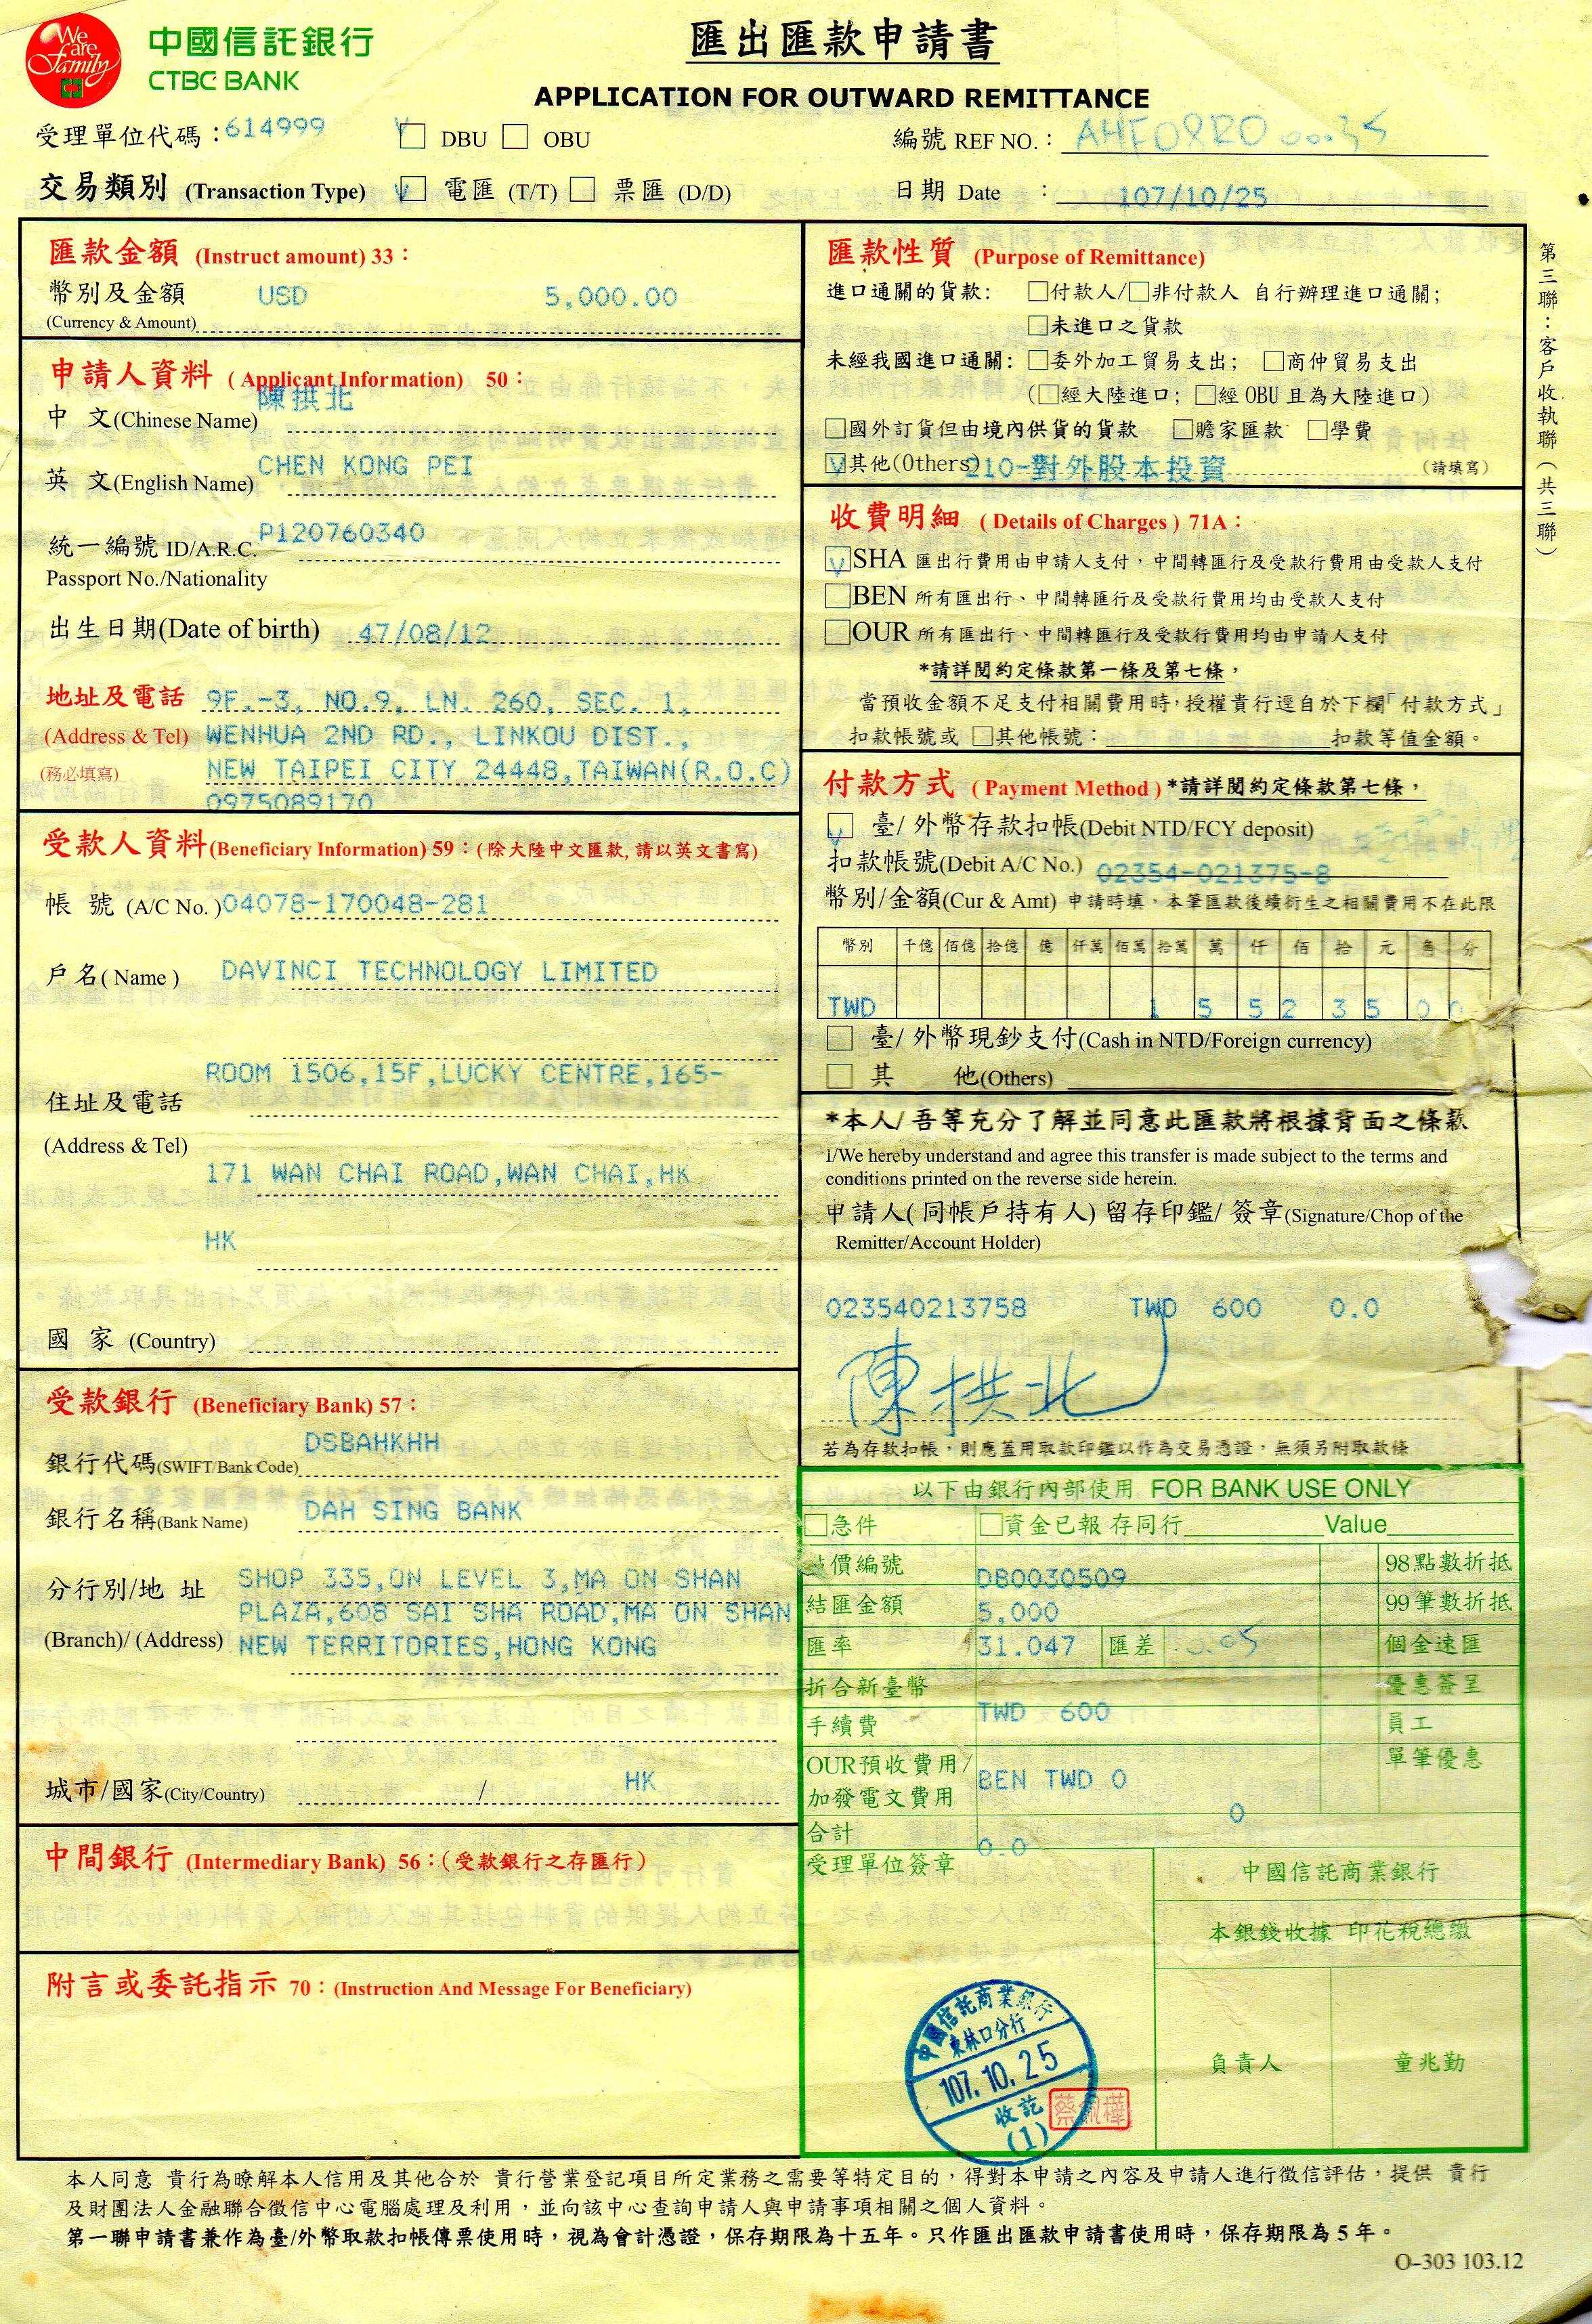 We are Family
中國信託銀行
CTBC BANK
匯出匯款申請書
APPLICATION FOR OUTWARD REMITTANCE
受理單位代碼：614999 V□ DBU □ OBU
編號 REF NO.：
交易類別 (Transaction Type) V□ 電匯 (T/T) □ 票匯 (D/D)
日期 Date ： 107/10/25
第三聯：客戶收執聯（共三聯）
匯款金額 (Instruct amount) 33：
幣別及金額 USD 5,000.00
(Currency & Amount)
申請人資料 ( Applicant Information) 50：
中 文(Chinese Name) 陳拱北
英 文(English Name) CHEN KONG PEI
統一編號 ID/A.R.C. P120760340
Passport No./Nationality
出生日期(Date of birth) 47/08/12
地址及電話 9F.-3, NO.9, LN. 260, SEC. 1,
(Address & Tel) WENHUA 2ND RD., LINKOU DIST.,
(務必填寫) NEW TAIPEI CITY 24448,TAIWAN(R.O.C)
0975089170
受款人資料(Beneficiary Information) 59：(除大陸中文匯款, 請以英文書寫)
帳 號 (A/C No. ) 04078-170048-281
戶名( Name ) DAVINCI TECHNOLOGY LIMITED
ROOM 1506,15F,LUCKY CENTRE,165-
住址及電話
(Address & Tel)
171 WAN CHAI ROAD,WAN CHAI,HK
HK
國 家 (Country)
受款銀行 (Beneficiary Bank) 57：
銀行代碼(SWIFT/Bank Code) DSBAHKHH
銀行名稱(Bank Name) DAH SING BANK
分行別/地 址 SHOP 335,ON LEVEL 3,MA ON SHAN
PLAZA,608 SAI SHA ROAD,MA ON SHAN
(Branch)/ (Address) NEW TERRITORIES,HONG KONG
城市/國家(City/Country) / HK
中間銀行 (Intermediary Bank) 56：(受款銀行之存匯行)
附言或委託指示 70：(Instruction And Message For Beneficiary)
匯款性質 (Purpose of Remittance)
進口通關的貨款: □付款人/□非付款人 自行辦理進口通關;
□未進口之貨款
未經我國進口通關: □委外加工貿易支出; □商仲貿易支出
(□經大陸進口; □經 OBU 且為大陸進口)
□國外訂貨但由境內供貨的貨款 □贍家匯款 □學費
V□其他(Others) 210-對外股本投資 (請填寫)
收費明細 ( Details of Charges ) 71A：
V□SHA 匯出行費用由申請人支付，中間轉匯行及受款行費用由受款人支付
□BEN 所有匯出行、中間轉匯行及受款行費用均由受款人支付
□OUR 所有匯出行、中間轉匯行及受款行費用均由申請人支付
*請詳閱約定條款第一條及第七條，
當預收金額不足支付相關費用時,授權貴行逕自於下欄「付款方式」
扣款帳號或 □其他帳號： 扣款等值金額。
付款方式 ( Payment Method ) *請詳閱約定條款第七條，
V□ 臺/ 外幣存款扣帳(Debit NTD/FCY deposit)
扣款帳號(Debit A/C No.) 02354-021375-8
幣別/金額(Cur & Amt) 申請時填，本筆匯款後續衍生之相關費用不在此限
幣別 千億 佰億 拾億 億 仟萬 佰萬 拾萬 萬 仟 佰 拾 元 角 分
TWD 1 5 5 2 3 5 0 0
□ 臺/ 外幣現鈔支付(Cash in NTD/Foreign currency)
□ 其 他(Others)
*本人/ 吾等充分了解並同意此匯款將根據背面之條款
I/We hereby understand and agree this transfer is made subject to the terms and
conditions printed on the reverse side herein.
申請人( 同帳戶持有人) 留存印鑑/ 簽章(Signature/Chop of the
Remitter/Account Holder)
023540213758 TWD 600 0.0
陳拱北
若為存款扣帳，則應蓋用取款印鑑以作為交易憑證，無須另附取款條
以下由銀行內部使用 FOR BANK USE ONLY
□急件 □資金已報 存同行 Value
價編號 DB0030509 98點數折抵
結匯金額 5,000 99筆數折抵
匯率 31.047 匯差 個金速匯
折合新臺幣 優惠簽呈
手續費 TWD 600 員工
OUR預收費用/ BEN TWD 0 單筆優惠
加發電文費用 0
合計 0.0
受理單位簽章
中國信託商業銀行
本銀錢收據 印花稅總繳
負責人 童兆勤
中國信託商業銀行
東林口分行
107.10.25
收訖
(1)
本人同意 貴行為瞭解本人信用及其他合於 貴行營業登記項目所定業務之需要等特定目的，得對本申請之內容及申請人進行徵信評估，提供 貴行
及財團法人金融聯合徵信中心電腦處理及利用，並向該中心查詢申請人與申請事項相關之個人資料。
第一聯申請書兼作為臺/外幣取款扣帳傳票使用時，視為會計憑證，保存期限為十五年。只作匯出匯款申請書使用時，保存期限為 5 年。
O-303 103.12